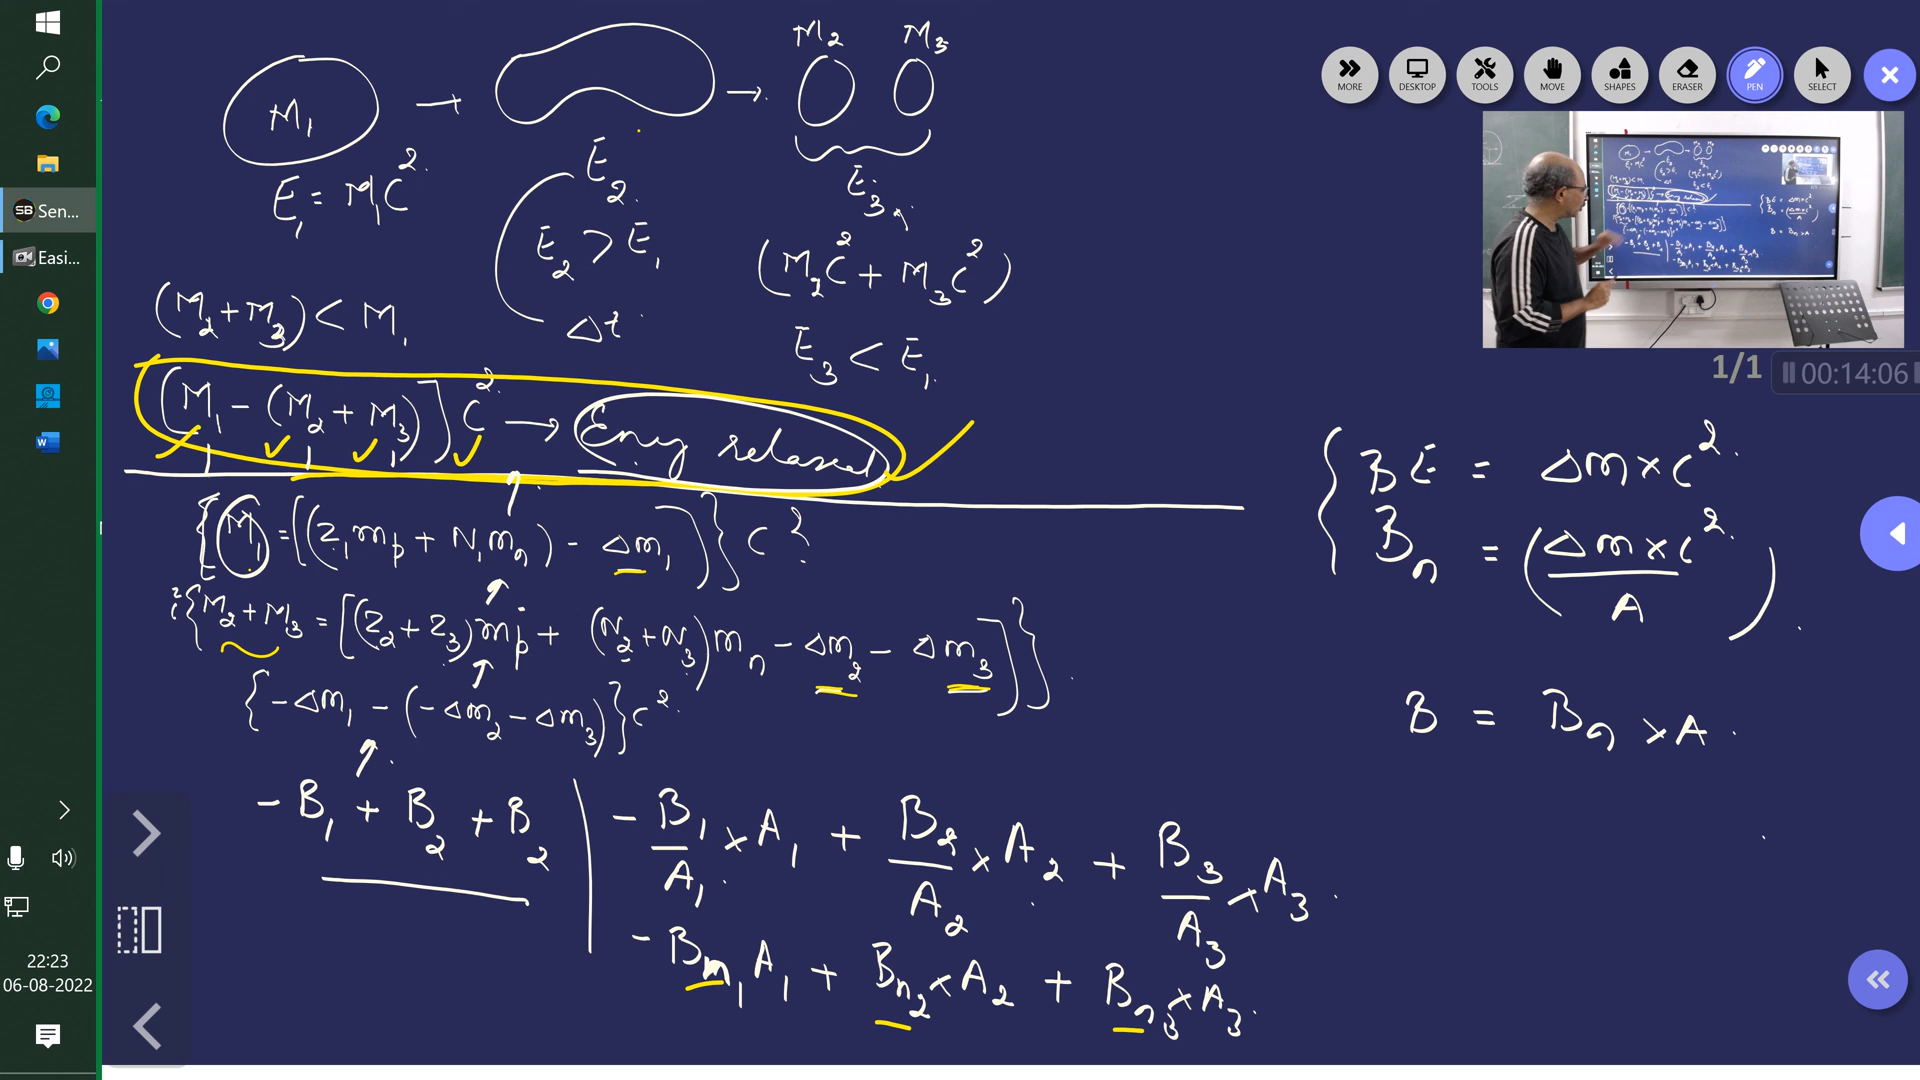 M₁ → → M₂ M₃
E₁ = M₁C²
E₂
E₂ > E₁
Δt
E₃
(M₂C² + M₃C²)
E₃ < E₁
(M₂+M₃) < M₁
[M₁ - (M₂ + M₃)] C² → Enrgy relased
{M₁ = [(Z₁mp + N₁mn) - Δm₁]} C²
C²{M₂+M₃ = [(Z₂+Z₃)mp + (N₂+N₃)mn - Δm₂ - Δm₃]}
{-Δm₁ - (-Δm₂ - Δm₃)}C²
-B₁ + B₂ + B₂
- B₁/A₁ × A₁ + B₂/A₂ × A₂ + B₃/A₃ × A₃
- Bn₁ A₁ + Bn₂ × A₂ + Bn₃ × A₃
BE = Δm × C²
Bn = (Δm × C² / A)
B = Bn × A
MORE DESKTOP TOOLS MOVE SHAPES ERASER PEN SELECT
1/1 00:14:06
SB Sen...
Easi...
22:23
06-08-2022